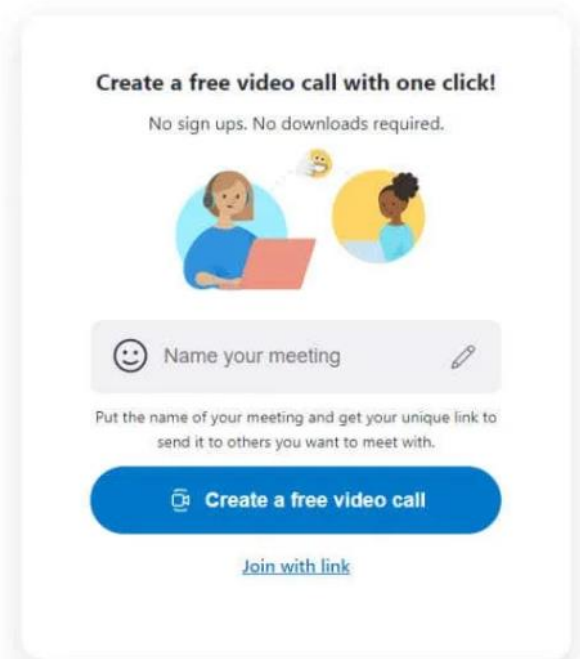 Create a free video call with one click!
No sign ups. No downloads required.
Name your meeting
Put the name of your meeting and get your unique link to
send it to others you want to meet with.
Create a free video call
Join with link